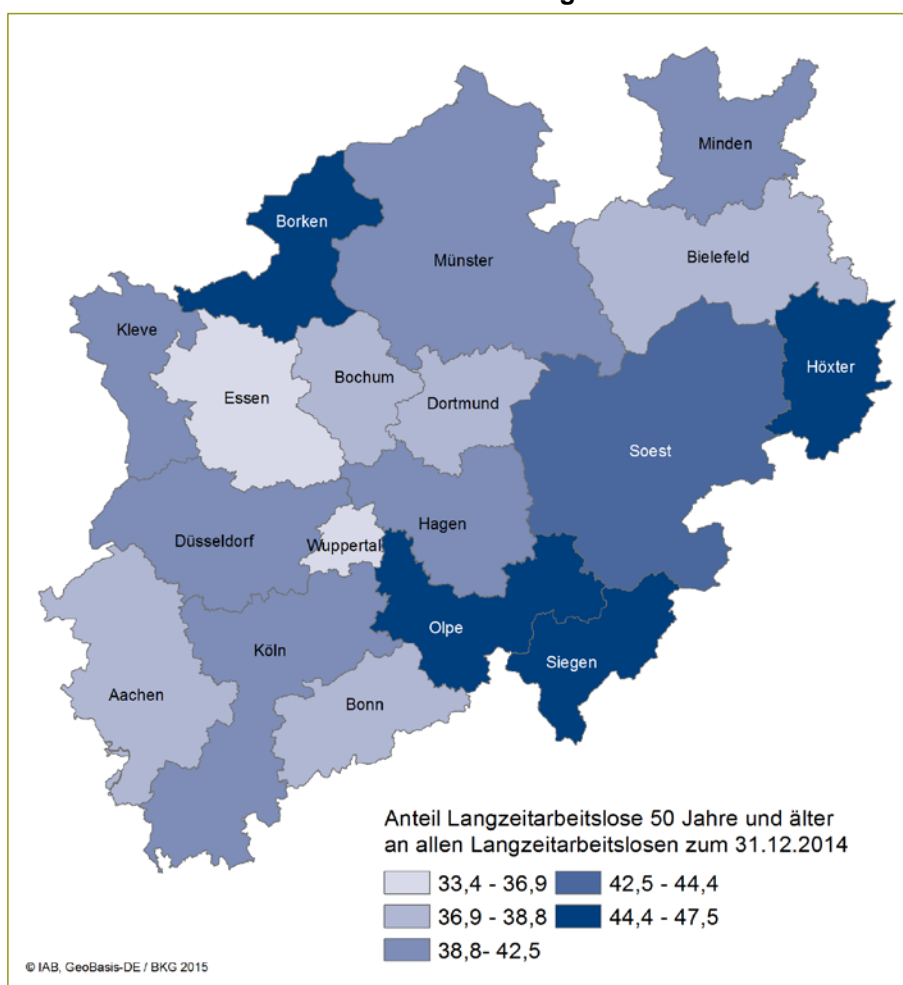 Minden
Borken
Bielefeld
Münster
Kleve
Höxter
Bochum
Essen
Dortmund
Soest
Hagen
Düsseldorf
Wuppertal
Olpe
Köln
Siegen
Aachen
Bonn
Anteil Langzeitarbeitslose 50 Jahre und älter
an allen Langzeitarbeitslosen zum 31.12.2014
33,4 - 36,9
42,5 - 44,4
36,9 - 38,8
44,4 - 47,5
38,8- 42,5
© IAB, GeoBasis-DE / BKG 2015